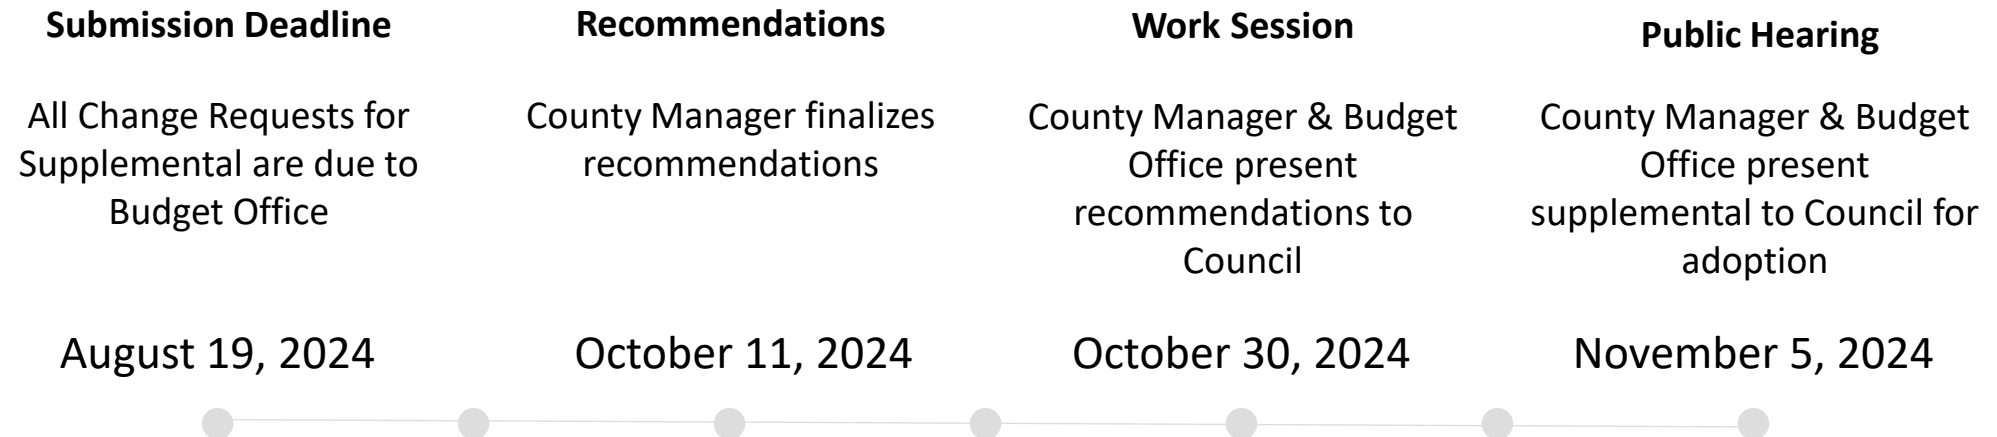 Submission Deadline
All Change Requests for
Supplemental are due to
Budget Office
August 19, 2024
Recommendations
County Manager finalizes
recommendations
October 11, 2024
Work Session
County Manager & Budget
Office present
recommendations to
Council
October 30, 2024
Public Hearing
County Manager & Budget
Office present
supplemental to Council for
adoption
November 5, 2024